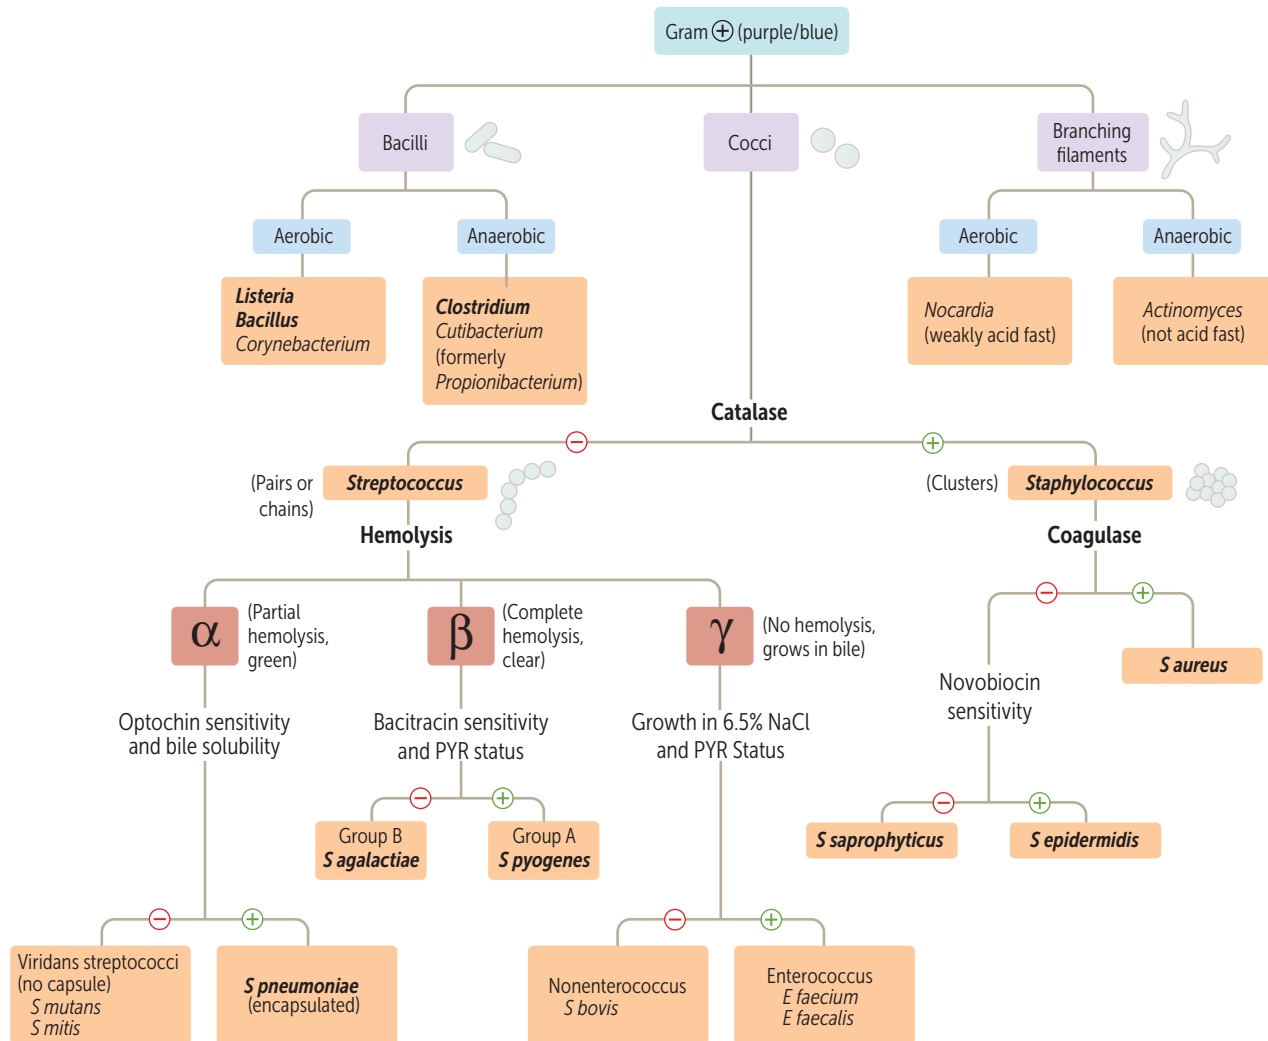 Gram ⊕ (purple/blue)
Bacilli
Cocci
Branching
filaments
Aerobic
Anaerobic
Aerobic
Anaerobic
Listeria
Bacillus
Corynebacterium
Clostridium
Cutibacterium
(formerly
Propionibacterium)
Nocardia
(weakly acid fast)
Actinomyces
(not acid fast)
Catalase
−
+
(Pairs or
chains)
Streptococcus
(Clusters)
Staphylococcus
Hemolysis
Coagulase
−
+
α
(Partial
hemolysis,
green)
β
(Complete
hemolysis,
clear)
γ
(No hemolysis,
grows in bile)
S aureus
Novobiocin
sensitivity
Optochin sensitivity
and bile solubility
Bacitracin sensitivity
and PYR status
Growth in 6.5% NaCl
and PYR Status
−
+
−
+
Group B
S agalactiae
Group A
S pyogenes
S saprophyticus
S epidermidis
−
+
−
+
Viridans streptococci
(no capsule)
S mutans
S mitis
S pneumoniae
(encapsulated)
Nonenterococcus
S bovis
Enterococcus
E faecium
E faecalis